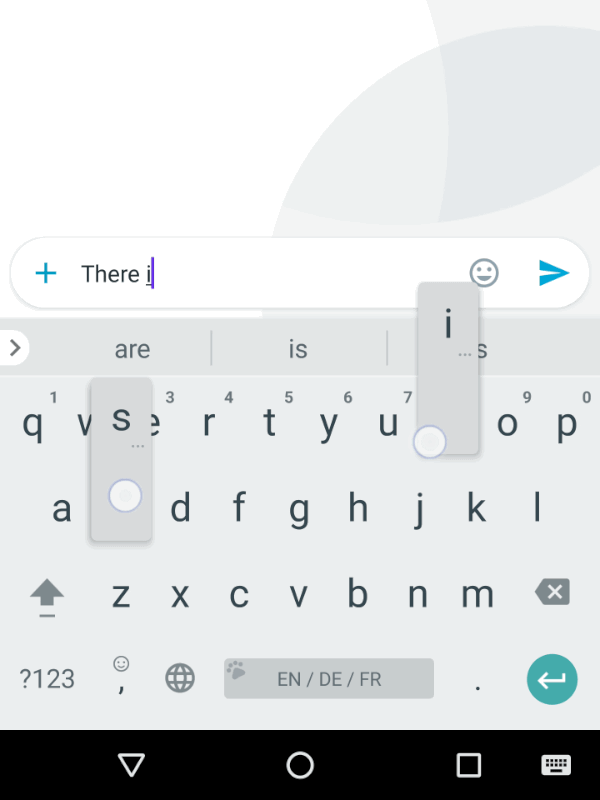 There i
are is s
i
1 3 4 5 6 7 9 0
q w e r t y u o p
s
a d f g h j k l
z x c v b n m
?123 , EN / DE / FR .